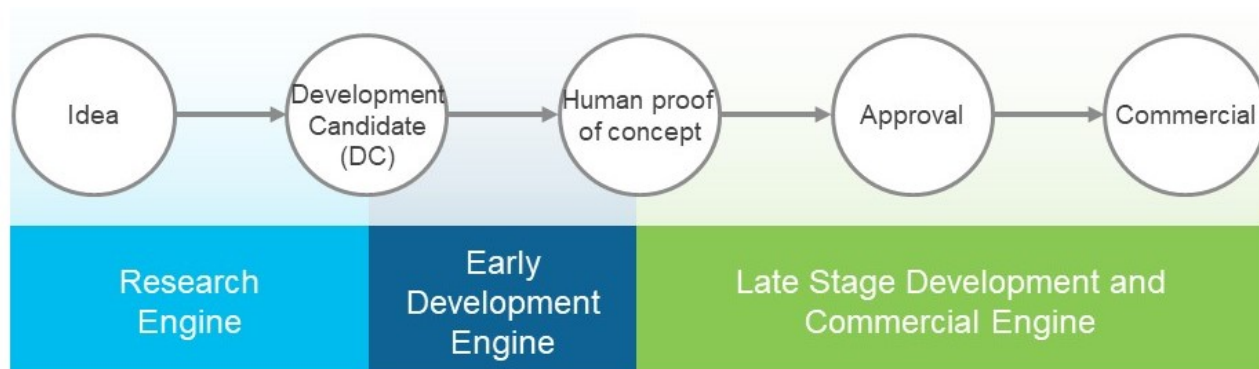 Idea
Development
Candidate
(DC)
Human proof
of concept
Approval
Commercial
Research
Engine
Early
Development
Engine
Late Stage Development and
Commercial Engine